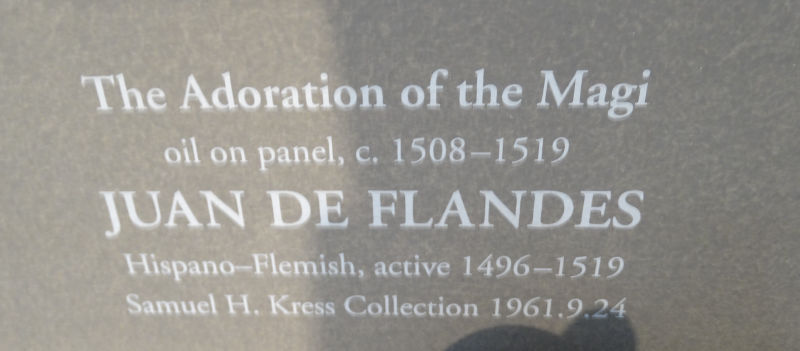 The Adoration of the Magi
oil on panel, c. 1508–1519
JUAN DE FLANDES
Hispano–Flemish, active 1496–1519
Samuel H. Kress Collection 1961.9.24